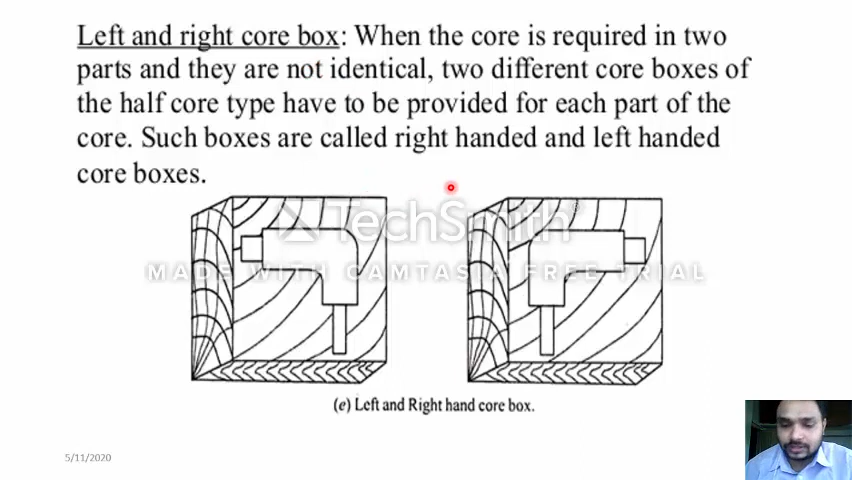 Left and right core box: When the core is required in two
parts and they are not identical, two different core boxes of
the half core type have to be provided for each part of the
core. Such boxes are called right handed and left handed
core boxes.
TechSmith
MADE WITH CAMTASIA FREE TRIAL
(e) Left and Right hand core box.
5/11/2020